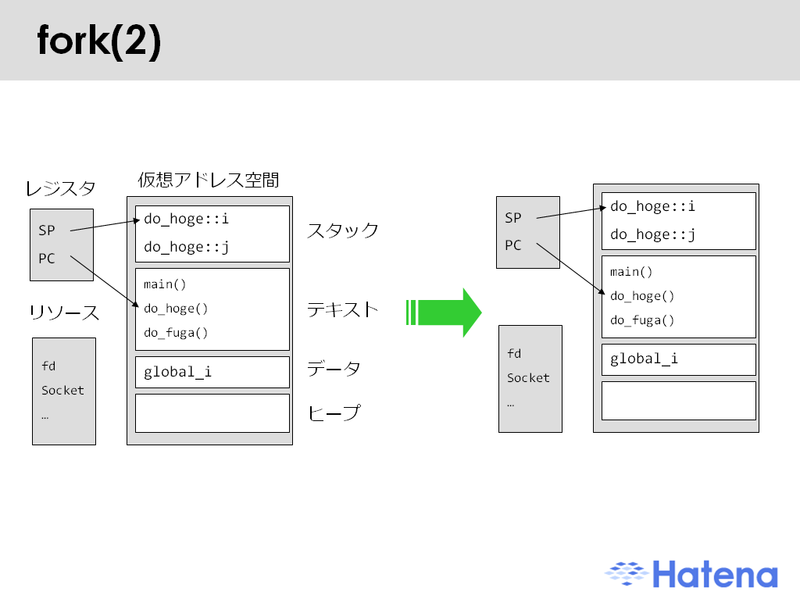 fork(2)
レジスタ
仮想アドレス空間
SP
PC
do_hoge::i
do_hoge::j
スタック
main()
do_hoge()
do_fuga()
テキスト
リソース
fd
Socket
…
global_i
データ
ヒープ
SP
PC
do_hoge::i
do_hoge::j
main()
do_hoge()
do_fuga()
fd
Socket
…
global_i
Hatena